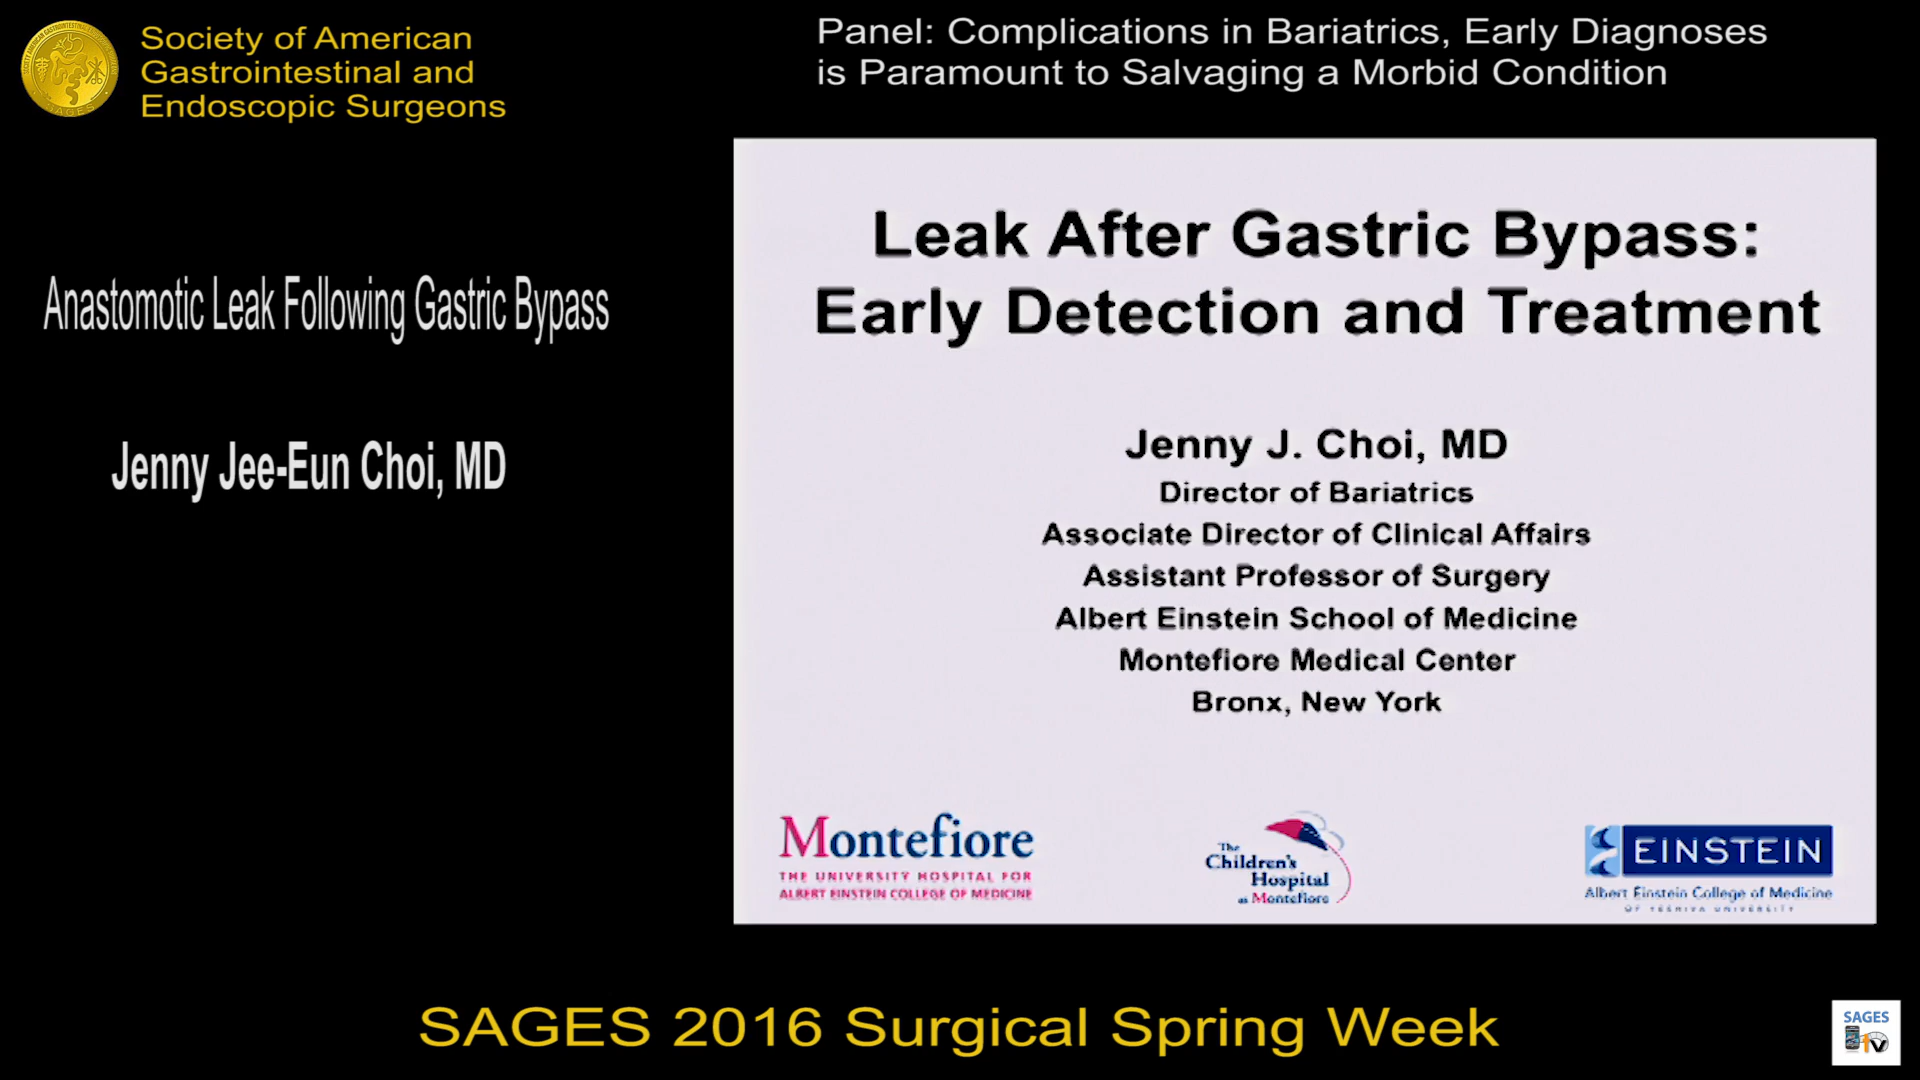 Society of American
Gastrointestinal and
Endoscopic Surgeons
Panel: Complications in Bariatrics, Early Diagnoses
is Paramount to Salvaging a Morbid Condition
Anastomotic Leak Following Gastric Bypass
Jenny Jee-Eun Choi, MD
Leak After Gastric Bypass:
Early Detection and Treatment
Jenny J. Choi, MD
Director of Bariatrics
Associate Director of Clinical Affairs
Assistant Professor of Surgery
Albert Einstein School of Medicine
Montefiore Medical Center
Bronx, New York
Montefiore
THE UNIVERSITY HOSPITAL FOR
ALBERT EINSTEIN COLLEGE OF MEDICINE
The
Children's
Hospital
at Montefiore
EINSTEIN
Albert Einstein College of Medicine
OF YESHIVA UNIVERSITY
SAGES 2016 Surgical Spring Week
SAGES
TV